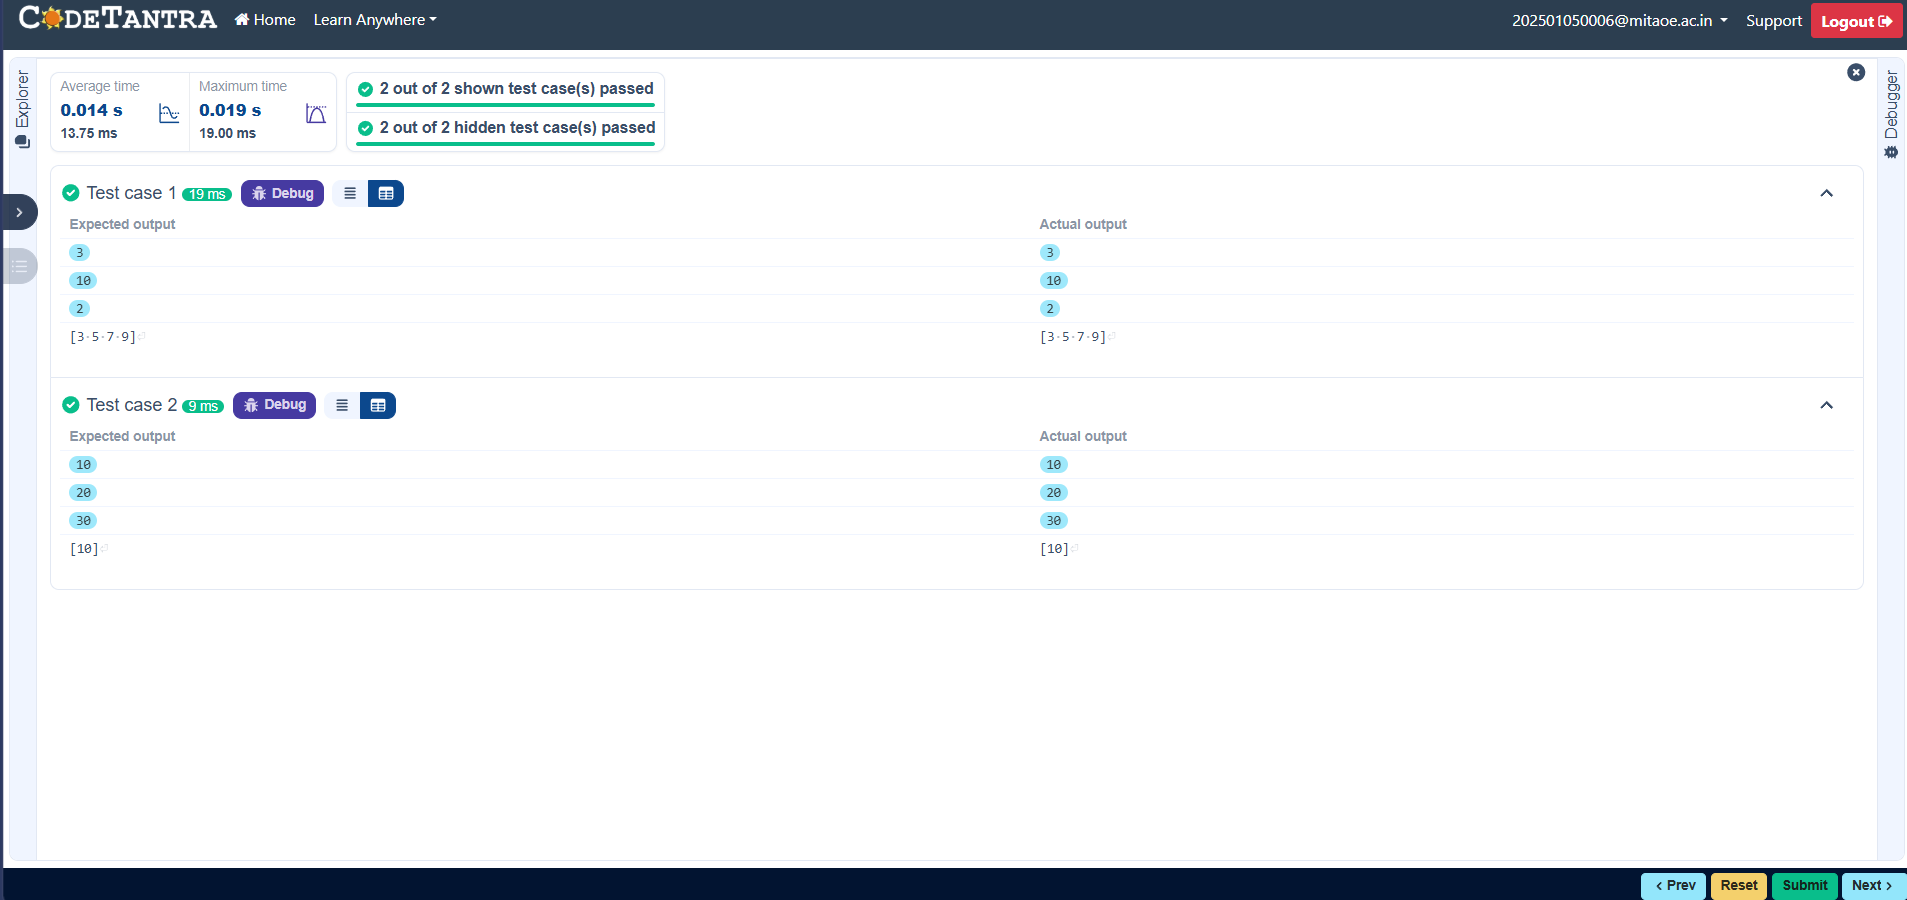 CODETANTRA Home Learn Anywhere 202501050006@mitaoe.ac.in Support Logout
Explorer
Debugger
Average time
0.014 s
13.75 ms
Maximum time
0.019 s
19.00 ms
2 out of 2 shown test case(s) passed
2 out of 2 hidden test case(s) passed
Test case 1 19 ms Debug
Expected output Actual output
3 3
10 10
2 2
[3·5·7·9]⏎ [3·5·7·9]⏎
Test case 2 9 ms Debug
Expected output Actual output
10 10
20 20
30 30
[10]⏎ [10]⏎
Prev Reset Submit Next